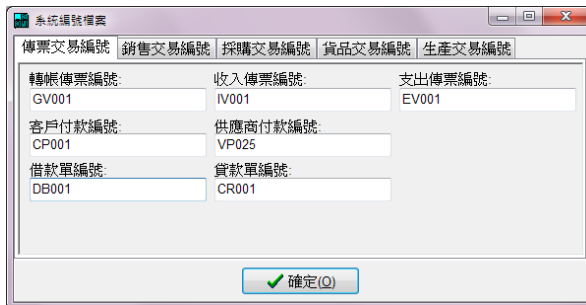 系統編號檔案
傳票交易編號 銷售交易編號 採購交易編號 貨品交易編號 生產交易編號
轉帳傳票編號: 收入傳票編號: 支出傳票編號:
GV001 IV001 EV001
客戶付款編號: 供應商付款編號:
CP001 VP025
借款單編號: 貸款單編號:
DB001 CR001
確定(O)